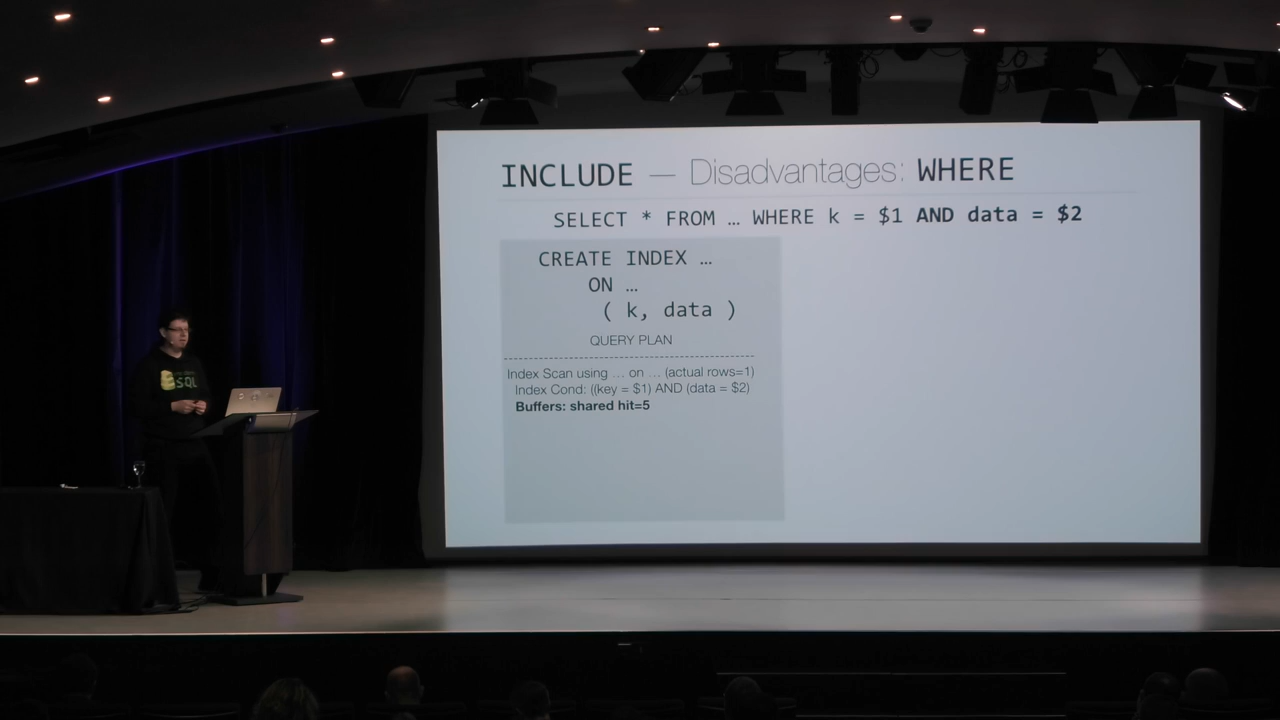 INCLUDE — Disadvantages: WHERE
SELECT * FROM … WHERE k = $1 AND data = $2
CREATE INDEX …
ON …
( k, data )
QUERY PLAN
Index Scan using … on … (actual rows=1)
Index Cond: ((key = $1) AND (data = $2)
Buffers: shared hit=5
SQL